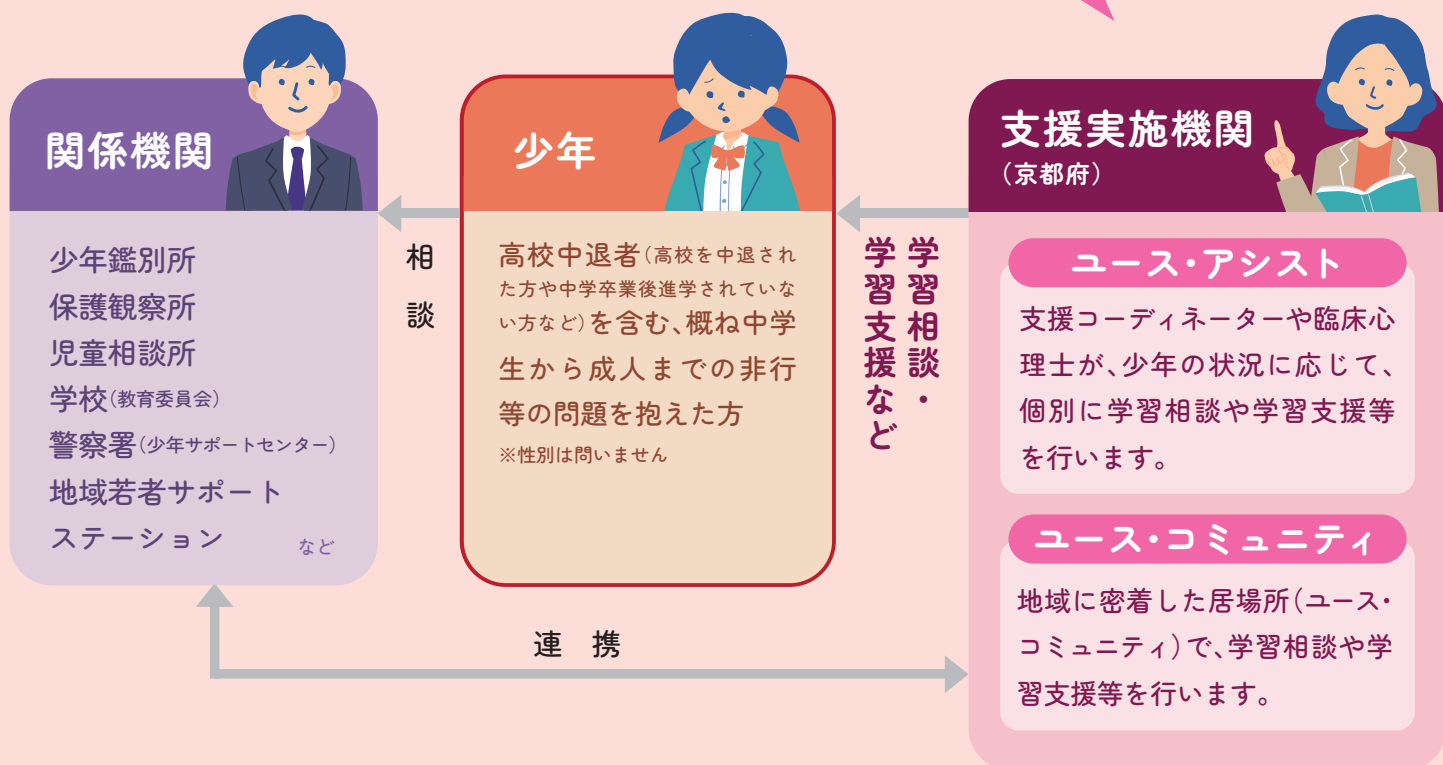 関係機関
少年鑑別所
保護観察所
児童相談所
学校(教育委員会)
警察署(少年サポートセンター)
地域若者サポート
ステーション
など
相談
少年
高校中退者(高校を中退され
た方や中学卒業後進学されていな
い方など)を含む、概ね中学
生から成人までの非行
等の問題を抱えた方
※性別は問いません
学習相談・
学習支援など
支援実施機関
(京都府)
ユース・アシスト
支援コーディネーターや臨床心
理士が、少年の状況に応じて、
個別に学習相談や学習支援等
を行います。
ユース・コミュニティ
地域に密着した居場所(ユース・
コミュニティ)で、学習相談や学
習支援等を行います。
連 携